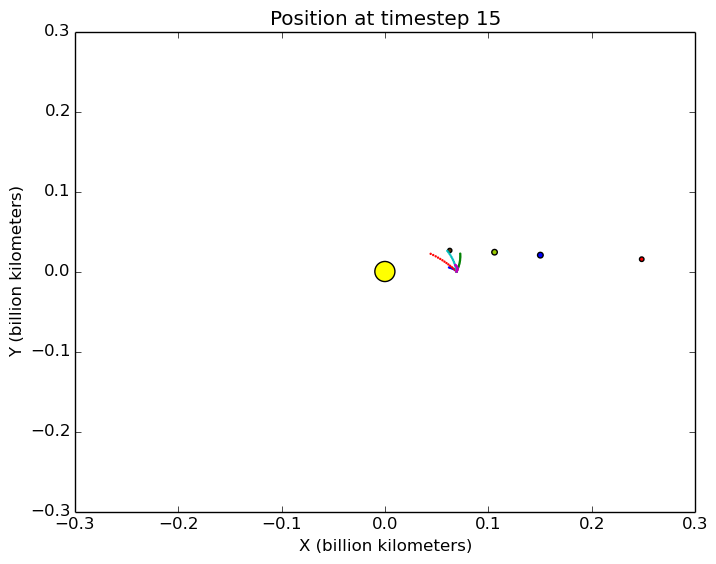 Position at timestep 15
0.3
0.2
0.1
0.0
−0.1
−0.2
−0.3
Y (billion kilometers)
−0.3 −0.2 −0.1 0.0 0.1 0.2 0.3
X (billion kilometers)